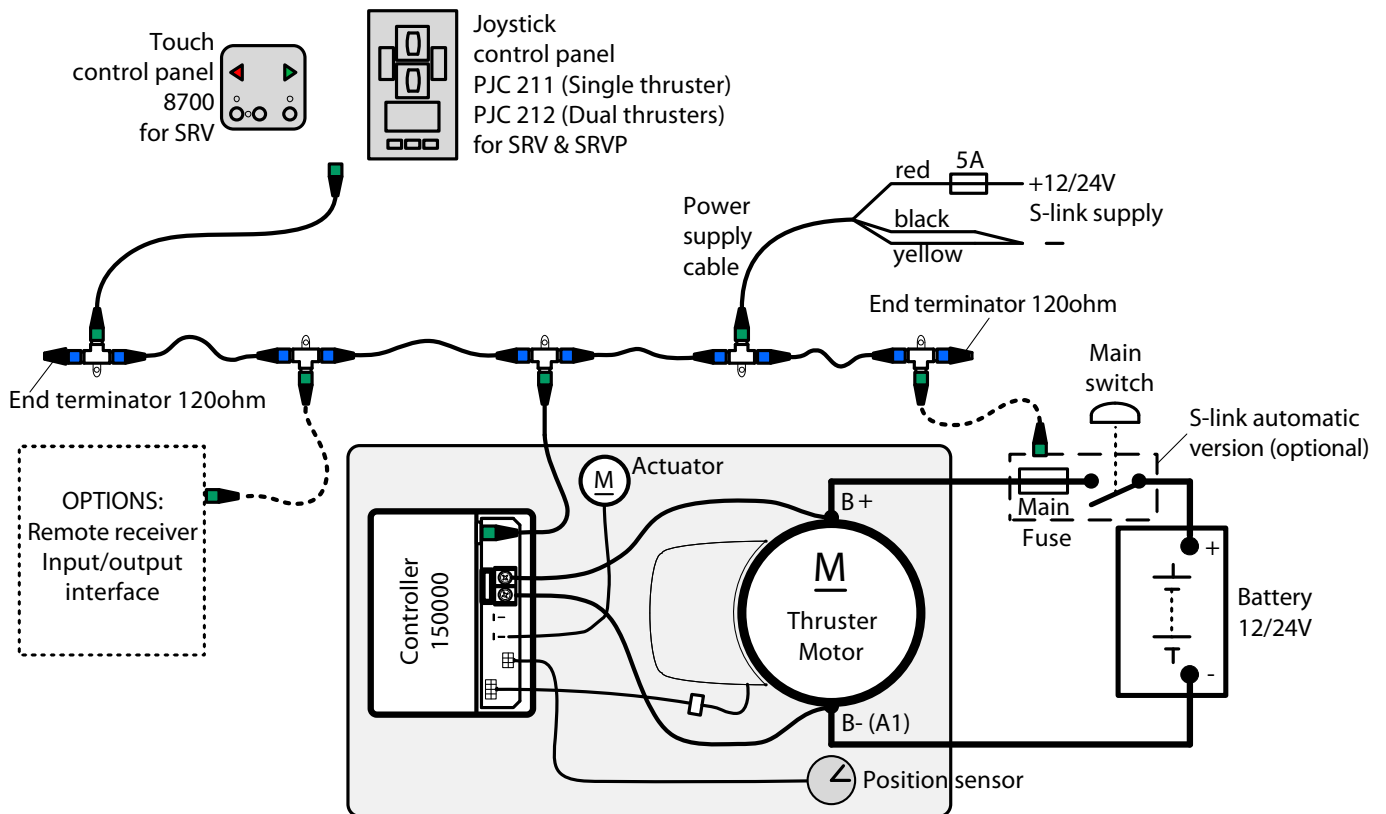 Touch
control panel
8700
for SRV
Joystick
control panel
PJC 211 (Single thruster)
PJC 212 (Dual thrusters)
for SRV & SRVP
red
5A
+12/24V
S-link supply
black
yellow
Power
supply
cable
End terminator 120ohm
End terminator 120ohm
Main
switch
S-link automatic
version (optional)
OPTIONS:
Remote receiver
Input/output
interface
Actuator
M
B+
Main
Fuse
Controller
150000
M
Thruster
Motor
+
-
Battery
12/24V
B- (A1)
Position sensor